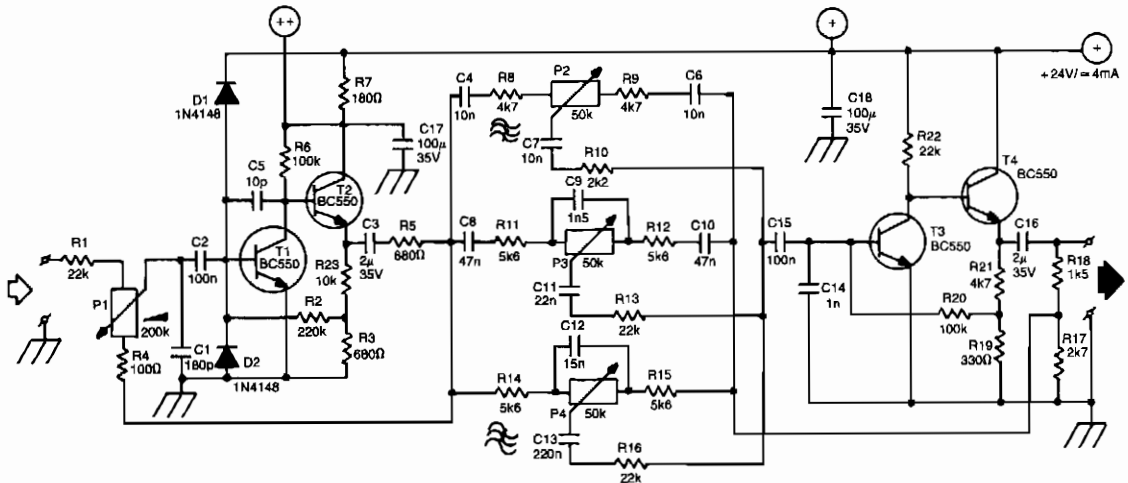 ++
+
+
+24V/=4mA
D1
1N4148
R7
180Ω
R6
100k
C17
100µ
35V
C5
10p
T2
BC550
T1
BC550
R1
22k
P1
200k
C2
100n
C1
180p
R4
100Ω
D2
1N4148
R2
220k
R23
10k
R3
680Ω
C3
2µ
35V
R5
680Ω
C4
10n
R8
4k7
P2
50k
R9
4k7
C6
10n
C7
10n
R10
2k2
C9
1n5
C8
47n
R11
5k6
P3
50k
R12
5k6
C10
47n
C11
22n
R13
22k
C12
15n
R14
5k6
P4
50k
R15
5k6
C13
220n
R16
22k
C15
100n
C14
1n
C18
100µ
35V
R22
22k
T4
BC550
T3
BC550
C16
2µ
35V
R21
4k7
R20
100k
R19
330Ω
R18
1k5
R17
2k7